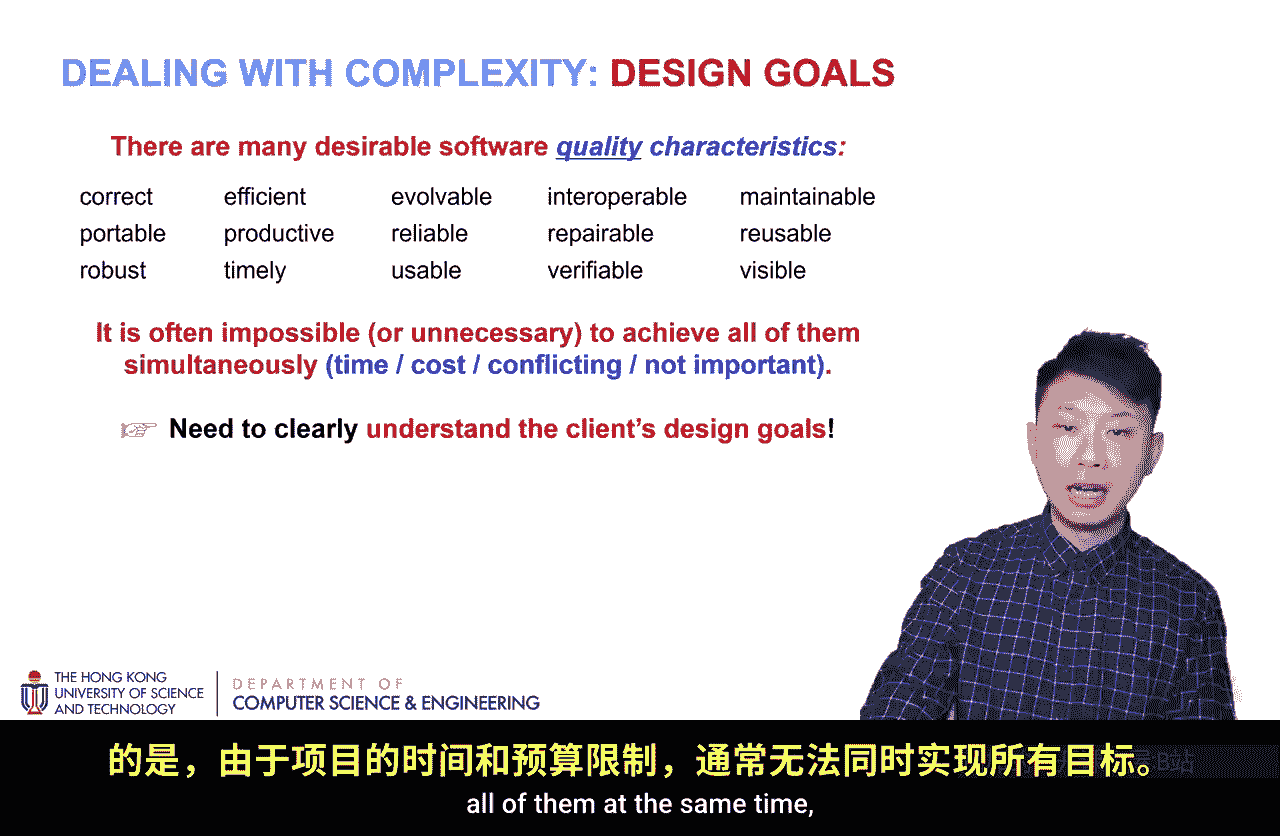 DEALING WITH COMPLEXITY: DESIGN GOALS
There are many desirable software quality characteristics:
correct efficient evolvable interoperable maintainable
portable productive reliable repairable reusable
robust timely usable verifiable visible
It is often impossible (or unnecessary) to achieve all of them
simultaneously (time / cost / conflicting / not important).
☞ Need to clearly understand the client’s design goals!
THE HONG KONG
UNIVERSITY OF SCIENCE
AND TECHNOLOGY
DEPARTMENT OF
COMPUTER SCIENCE & ENGINEERING
的是，由于项目的时间和预算限制，通常无法同时实现所有目标。
B站
all of them at the same time,